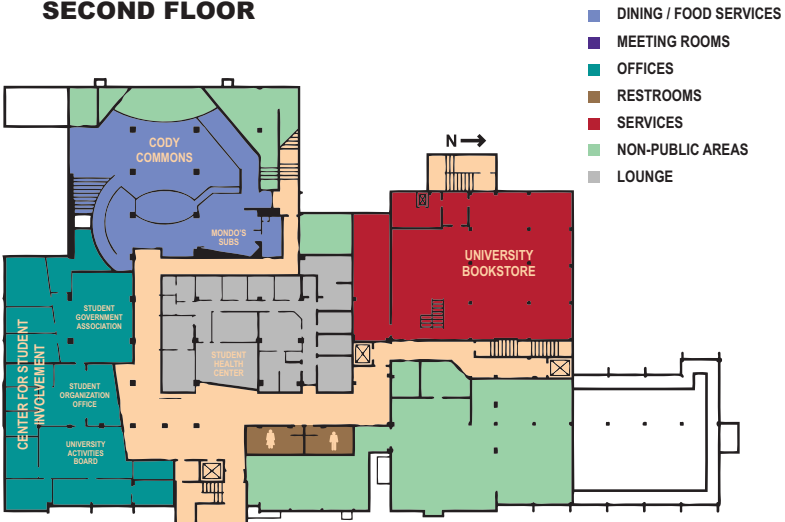 SECOND FLOOR
DINING / FOOD SERVICES
MEETING ROOMS
OFFICES
RESTROOMS
SERVICES
NON-PUBLIC AREAS
LOUNGE
N
CODY
COMMONS
MONDO'S
SUBS
UNIVERSITY
BOOKSTORE
STUDENT
GOVERNMENT
ASSOCIATION
STUDENT
HEALTH
CENTER
CENTER FOR STUDENT
INVOLVEMENT
STUDENT
ORGANIZATION
OFFICE
UNIVERSITY
ACTIVITIES
BOARD